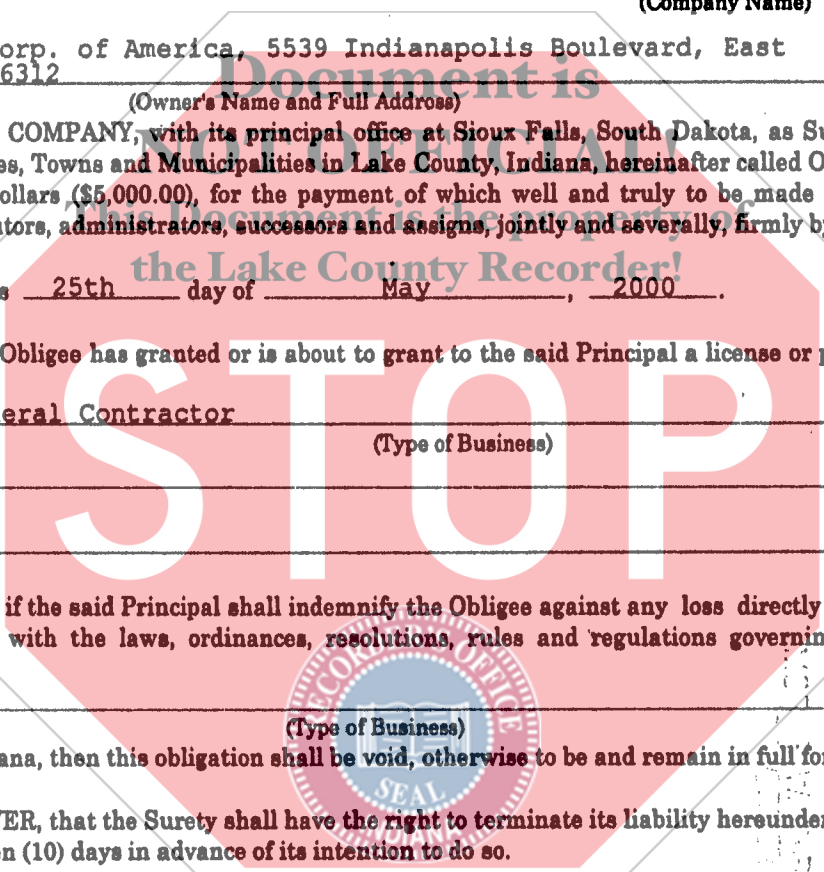 (Company Name)
orp. of America, 5539 Indianapolis Boulevard, East
6312
(Owner's Name and Full Address)
COMPANY, with its principal office at Sioux Falls, South Dakota, as Su
es, Towns and Municipalities in Lake County, Indiana, hereinafter called O
ollars ($5,000.00), for the payment of which well and truly to be made
utors, administrators, successors and assigns, jointly and severally, firmly by
s 25th day of May, 2000.
Obligee has granted or is about to grant to the said Principal a license or p
eral Contractor
(Type of Business)
if the said Principal shall indemnify the Obligee against any loss directly
with the laws, ordinances, resolutions, rules and regulations governin
(Type of Business)
ana, then this obligation shall be void, otherwise to be and remain in full for
VER, that the Surety shall have the right to terminate its liability hereunder
n (10) days in advance of its intention to do so.
Document is
NOT OFFICIAL!
This Document is the property of
the Lake County Recorder!
STOP
RECORDER'S OFFICE
SEAL
INDIANA